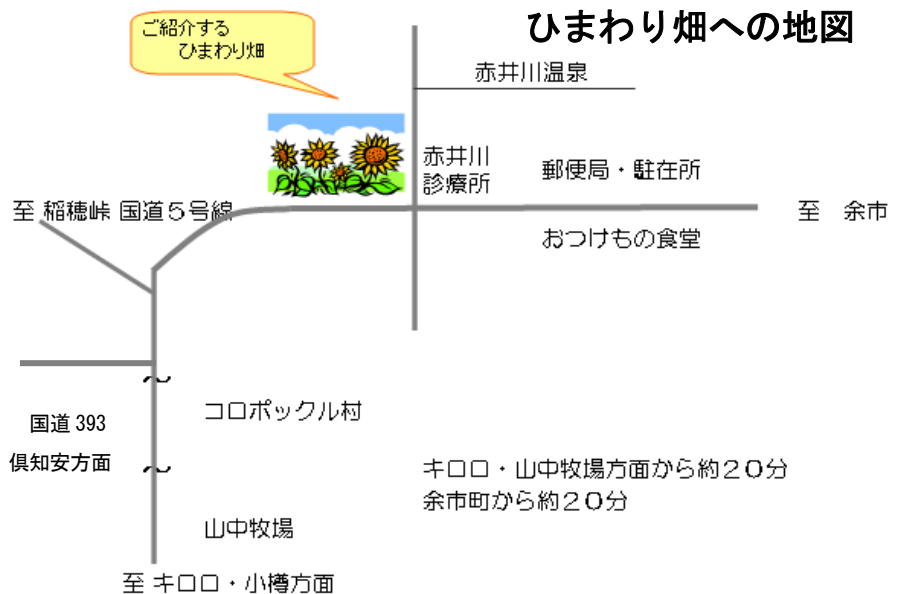 ひまわり畑への地図
ご紹介する
ひまわり畑
赤井川温泉
赤井川
診療所
郵便局・駐在所
至 稲穂峠 国道５号線
至　余市
おつけもの食堂
コロポックル村
国道 393
倶知安方面
キロロ・山中牧場方面から約２０分
余市町から約２０分
山中牧場
至 キロロ・小樽方面